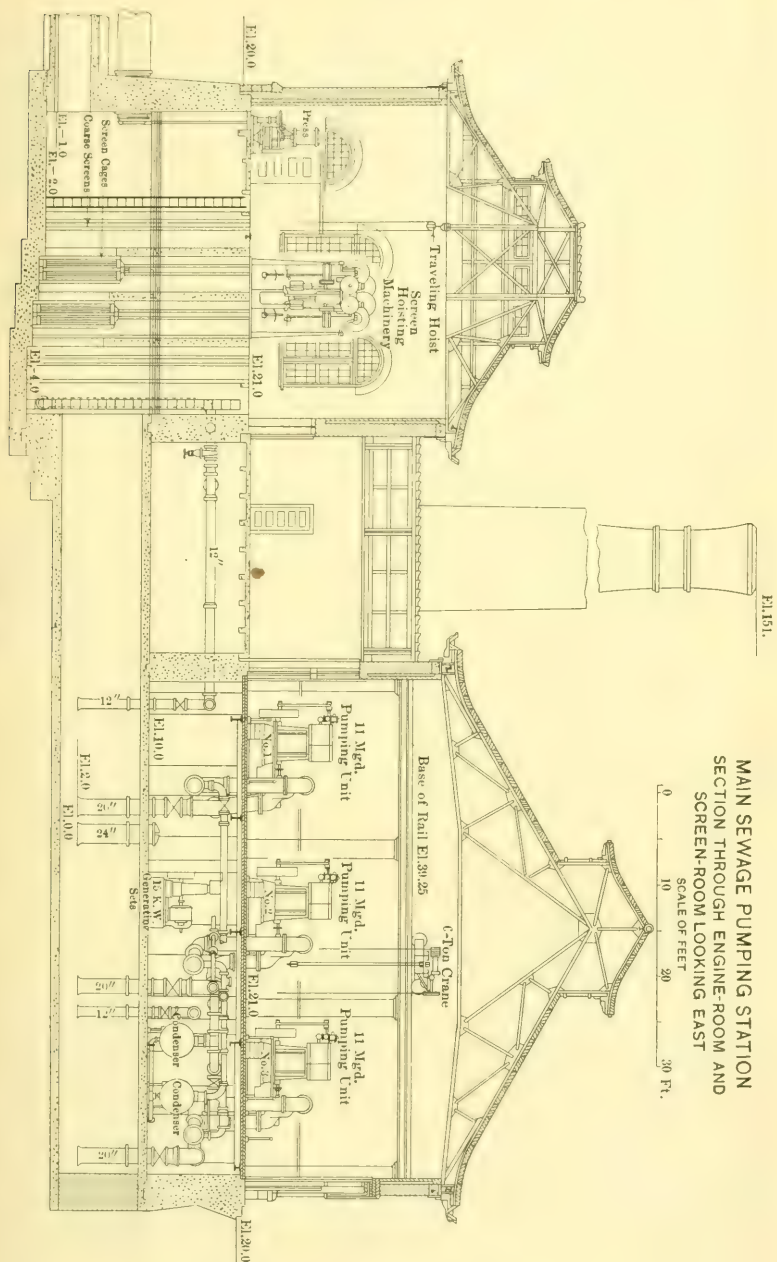 MAIN SEWAGE PUMPING STATION
SECTION THROUGH ENGINE-ROOM AND
SCREEN-ROOM LOOKING EAST
SCALE OF FEET
0 10 20 30 Ft.
El.151.
Traveling Hoist
Screen
Hoisting
Machinery
Press
El.20.0
El.21.0
Screen Cages
Coarse Screens
El.-1.0
El.-2.0
El.-4.0
12"
6-Ton Crane
Base of Rail El.39.25
11 Mgd.
Pumping Unit
No.1
11 Mgd.
Pumping Unit
No.2
11 Mgd.
Pumping Unit
No.3
El.21.0
El.20.0
El.10.0
El.2.0
El.0.0
12"
20"
24"
15 K.W.
Generating
Sets
20"
12"
Condenser
Condenser
20"